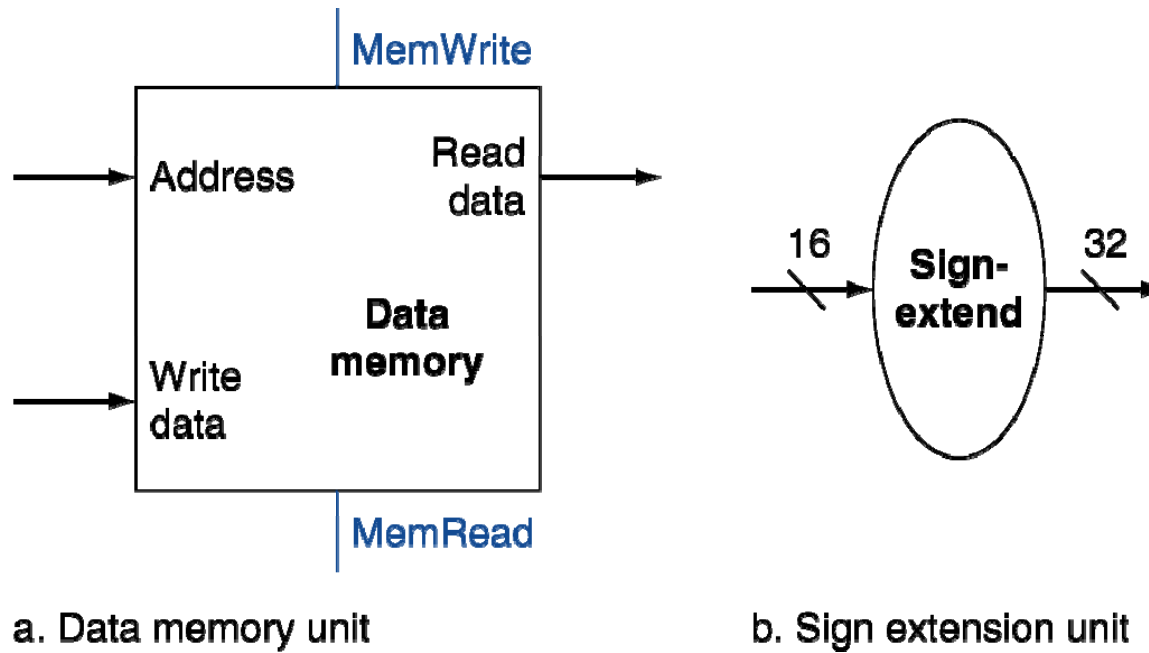 MemWrite
Address
Read
data
Data
memory
Write
data
MemRead
a. Data memory unit
16
Sign-
extend
32
b. Sign extension unit